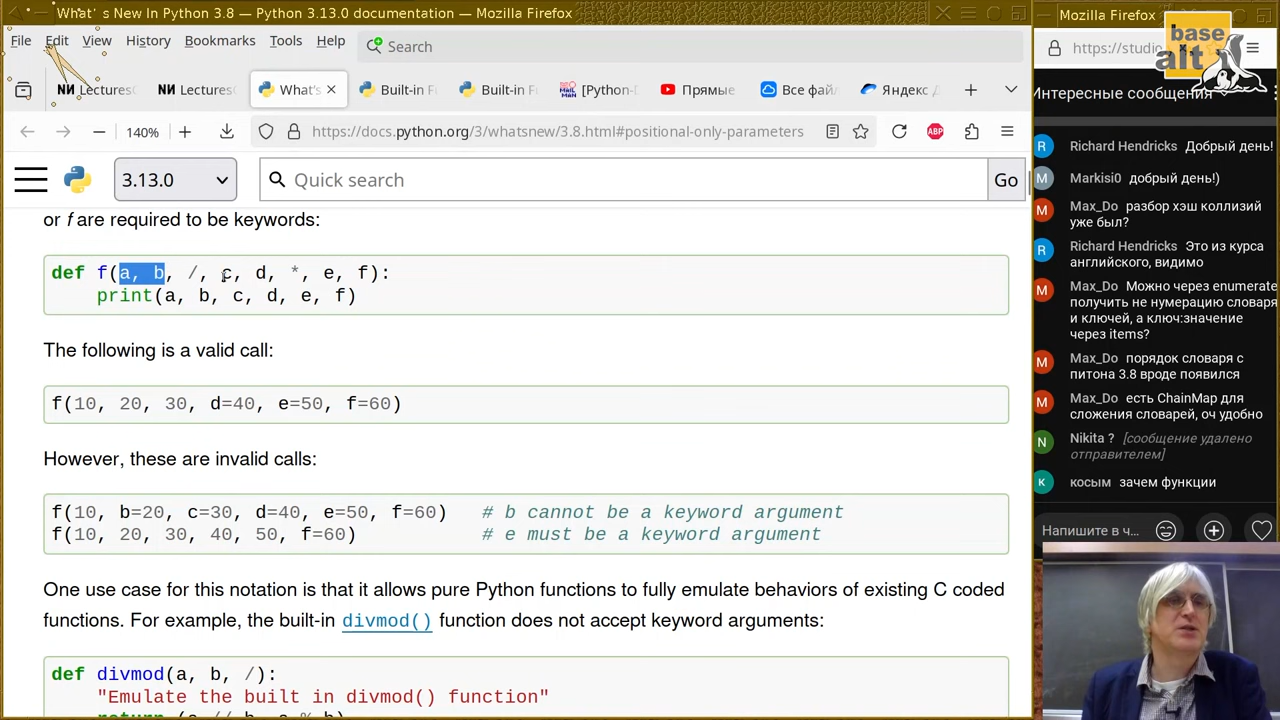 What's New In Python 3.8 — Python 3.13.0 documentation — Mozilla Firefox
Mozilla Firefox
File Edit View History Bookmarks Tools Help
Search
https://studio
base
alt
Lectures
Lectures
What's
Built-in F
Built-in F
[Python-
Прямые
Все фай
Яндекс
140%
https://docs.python.org/3/whatsnew/3.8.html#positional-only-parameters
ABP
3.13.0
Quick search
Go
or f are required to be keywords:
def f(a, b, /, c, d, *, e, f):
print(a, b, c, d, e, f)
The following is a valid call:
f(10, 20, 30, d=40, e=50, f=60)
However, these are invalid calls:
f(10, b=20, c=30, d=40, e=50, f=60) # b cannot be a keyword argument
f(10, 20, 30, 40, 50, f=60) # e must be a keyword argument
One use case for this notation is that it allows pure Python functions to fully emulate behaviors of existing C coded
functions. For example, the built-in divmod() function does not accept keyword arguments:
def divmod(a, b, /):
"Emulate the built in divmod() function"
return (a // b, a % b)
Интересные сообщения
R Richard Hendricks Добрый день!
M Markisi0 добрый день!)
M Max_Do разбор хэш коллизий
уже был?
R Richard Hendricks Это из курса
английского, видимо
M Max_Do Можно через enumerate
получить не нумерацию словаря
и ключей, а ключ:значение
через items?
M Max_Do порядок словаря с
питона 3.8 вроде появился
M Max_Do есть ChainMap для
сложения словарей, оч удобно
N Nikita ? [сообщение удалено
отправителем]
К косым зачем функции
Напишите в ч...